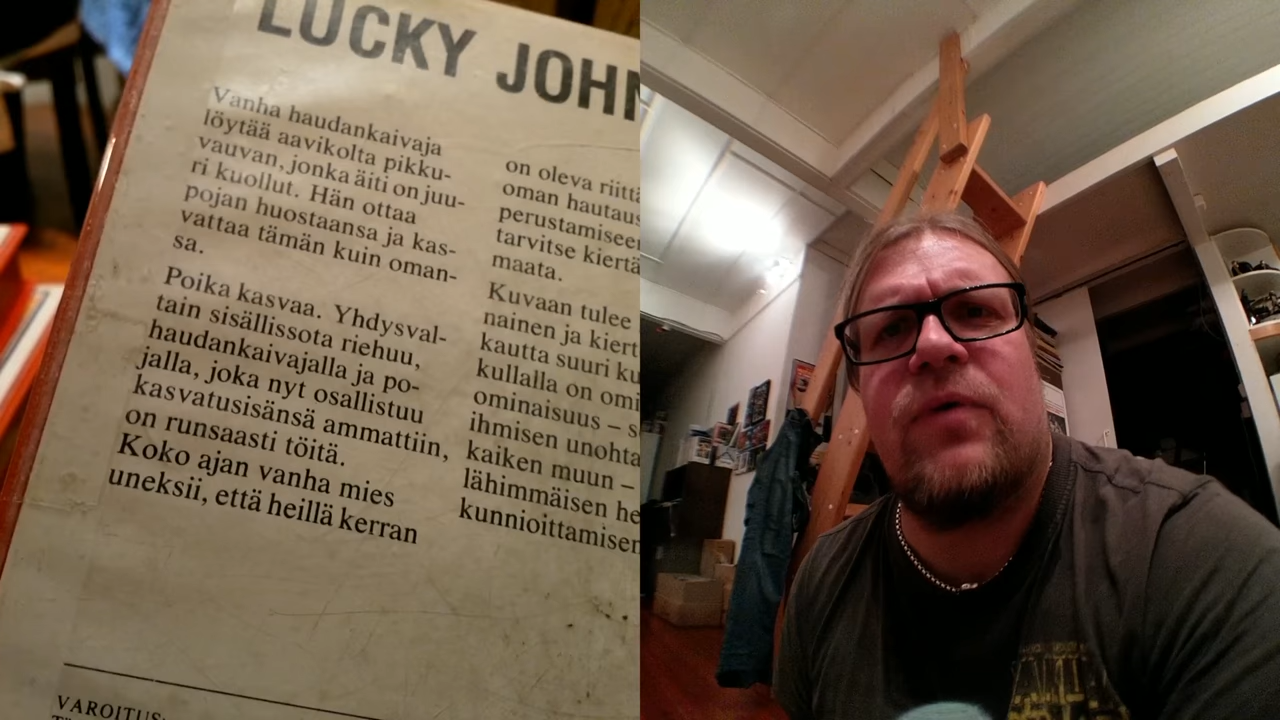 LUCKY JOHN
Vanha haudankaivaja
löytää aavikolta pikku-
vauvan, jonka äiti on juu-
ri kuollut. Hän ottaa
pojan huostaansa ja kas-
vattaa tämän kuin oman-
sa.
Poika kasvaa. Yhdysval-
tain sisällissota riehuu,
haudankaivajalla ja po-
jalla, joka nyt osallistuu
kasvatusisänsä ammattiin,
on runsaasti töitä.
Koko ajan vanha mies
uneksii, että heillä kerran
on oleva riittä
oman hautaus
perustamisee
tarvitse kiertä
maata.
Kuvaan tulee
nainen ja kiert
kautta suuri ku
kullalla on omi
ominaisuus – s
ihmisen unohta
kaiken muun –
lähimmäisen he
kunnioittamisen
VAROITUS: